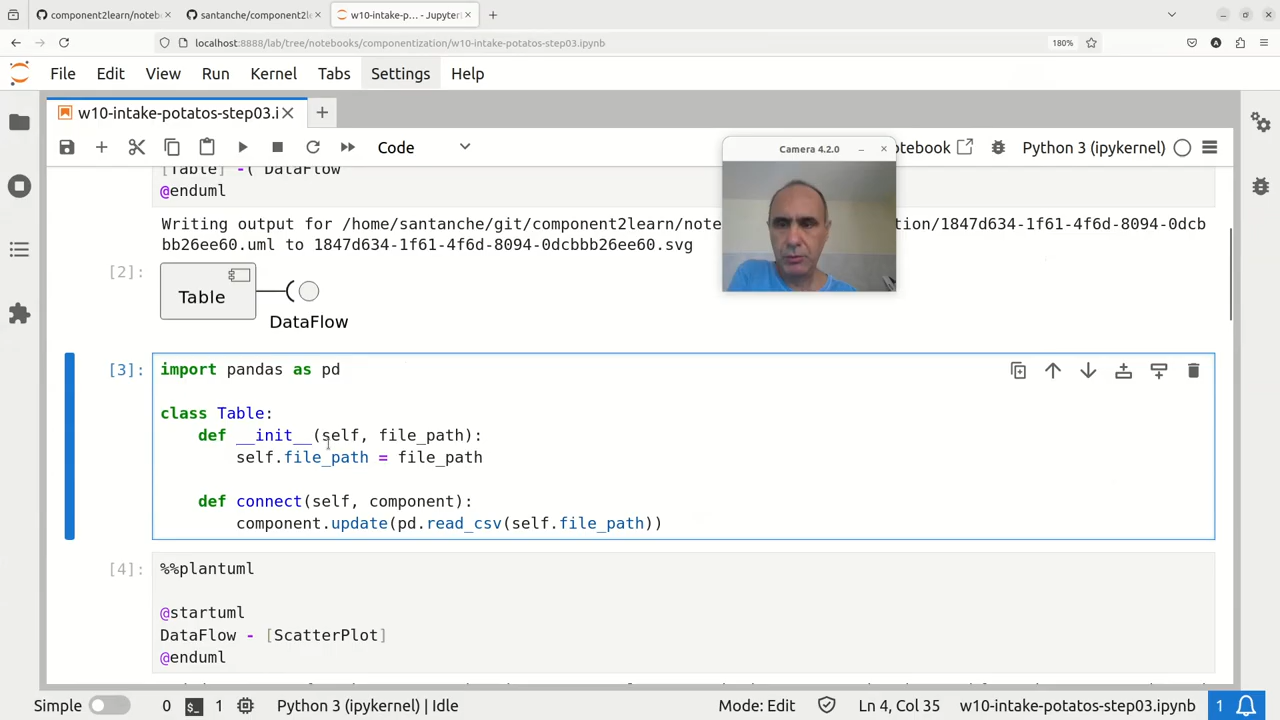 component2learn/noteb
santanche/component2l
w10-intake-p... - Jupyter
localhost:8888/lab/tree/notebooks/componentization/w10-intake-potatos-step03.ipynb
180%
File Edit View Run Kernel Tabs Settings Help
w10-intake-potatos-step03.i
Code
Camera 4.2.0
otebook
Python 3 (ipykernel)
[Table] -( DataFlow
@enduml
Writing output for /home/santanche/git/component2learn/note
tion/1847d634-1f61-4f6d-8094-0dcb
bb26ee60.uml to 1847d634-1f61-4f6d-8094-0dcbbb26ee60.svg
[2]:
Table
DataFlow
[3]:
import pandas as pd
class Table:
def __init__(self, file_path):
self.file_path = file_path
def connect(self, component):
component.update(pd.read_csv(self.file_path))
[4]:
%%plantuml
@startuml
DataFlow - [ScatterPlot]
@enduml
Simple
0
1
Python 3 (ipykernel) | Idle
Mode: Edit
Ln 4, Col 35
w10-intake-potatos-step03.ipynb
1